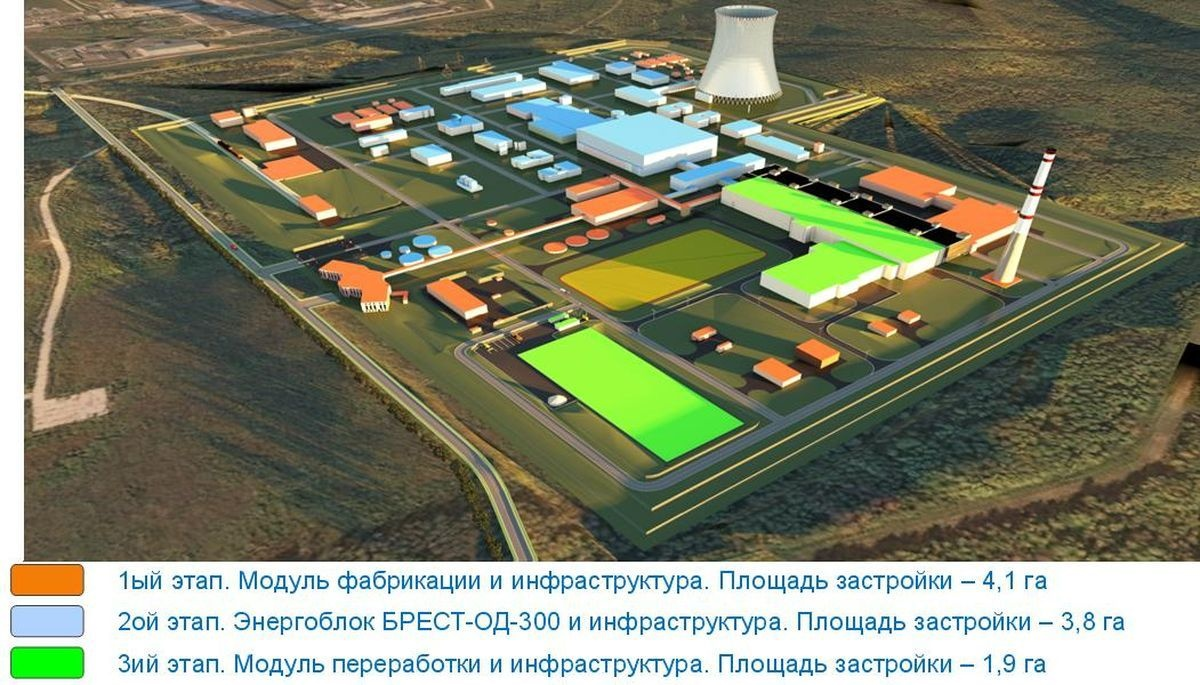 1ый этап. Модуль фабрикации и инфраструктура. Площадь застройки – 4,1 га
2ой этап. Энергоблок БРЕСТ-ОД-300 и инфраструктура. Площадь застройки – 3,8 га
3ий этап. Модуль переработки и инфраструктура. Площадь застройки – 1,9 га